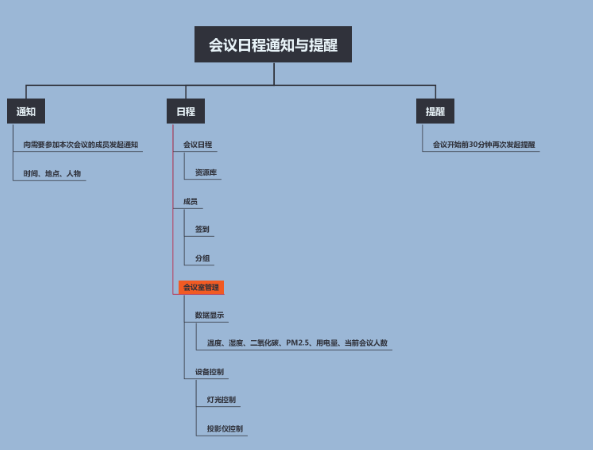 会议日程通知与提醒
通知
向需要参加本次会议的成员发起通知
时间、地点、人物
日程
会议日程
资源库
成员
签到
分组
会议室管理
数据显示
温度、湿度、二氧化碳、PM2.5、用电量、当前会议人数
设备控制
灯光控制
投影仪控制
提醒
会议开始前30分钟再次发起提醒